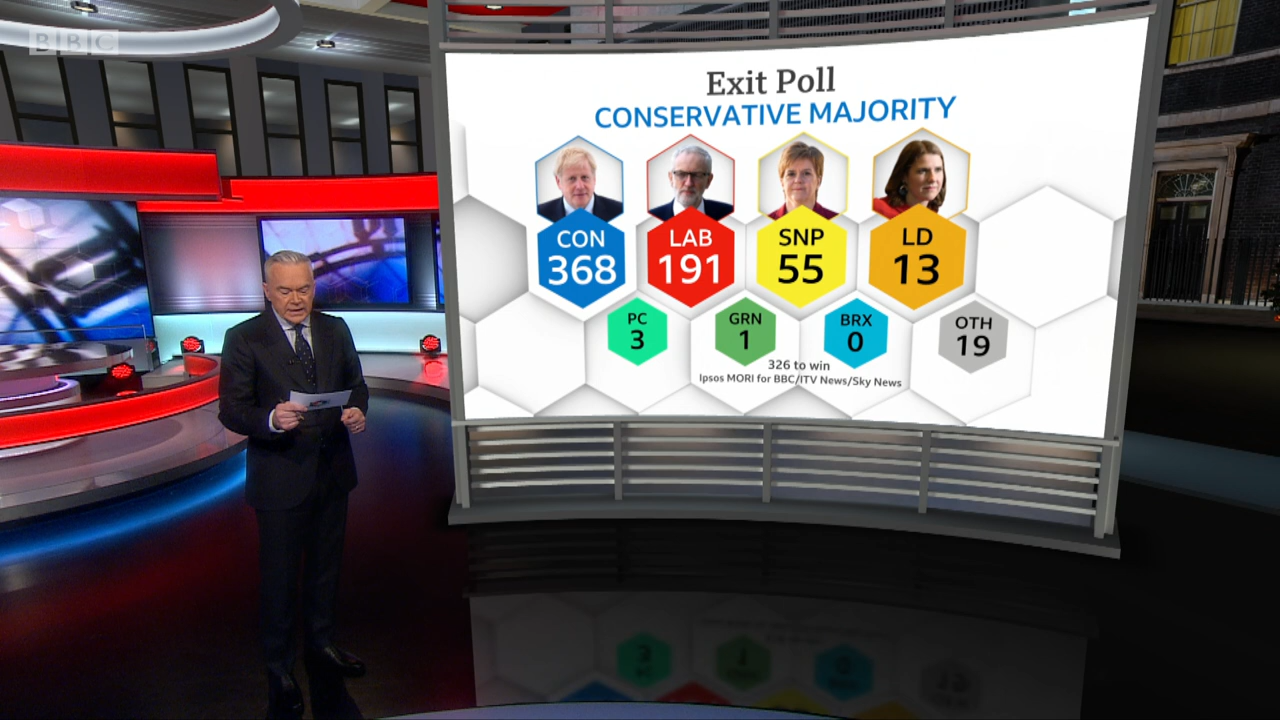 BBC
Exit Poll
CONSERVATIVE MAJORITY
CON
368
LAB
191
SNP
55
LD
13
PC
3
GRN
1
BRX
0
OTH
19
326 to win
Ipsos MORI for BBC/ITV News/Sky News